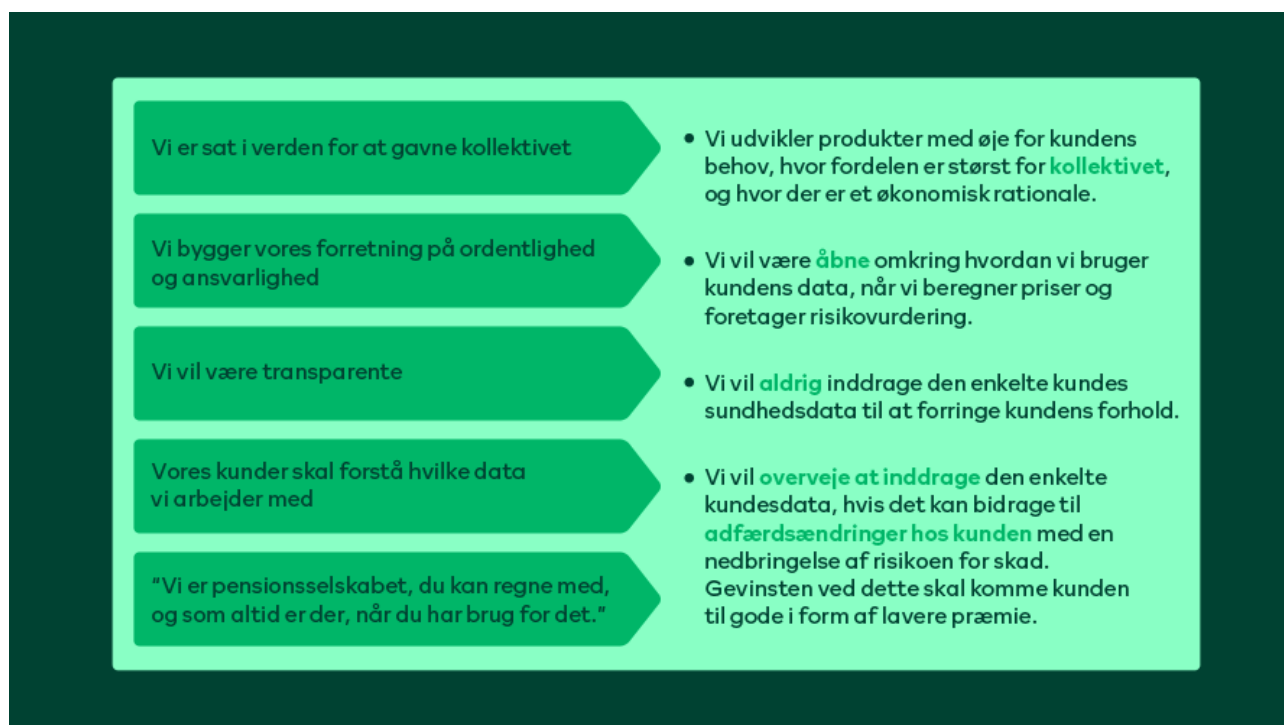 Vi er sat i verden for at gavne kollektivet
Vi bygger vores forretning på ordentlighed
og ansvarlighed
Vi vil være transparente
Vores kunder skal forstå hvilke data
vi arbejder med
"Vi er pensionsselskabet, du kan regne med,
og som altid er der, når du har brug for det."
• Vi udvikler produkter med øje for kundens
behov, hvor fordelen er størst for kollektivet,
og hvor der er et økonomisk rationale.
• Vi vil være åbne omkring hvordan vi bruger
kundens data, når vi beregner priser og
foretager risikovurdering.
• Vi vil aldrig inddrage den enkelte kundes
sundhedsdata til at forringe kundens forhold.
• Vi vil overveje at inddrage den enkelte
kundesdata, hvis det kan bidrage til
adfærdsændringer hos kunden med en
nedbringelse af risikoen for skad.
Gevinsten ved dette skal komme kunden
til gode i form af lavere præmie.